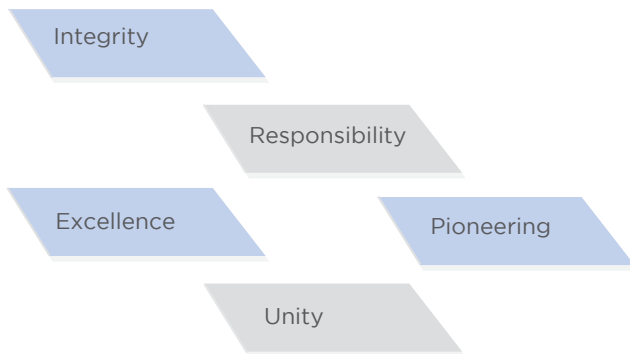 Integrity
Responsibility
Excellence
Pioneering
Unity